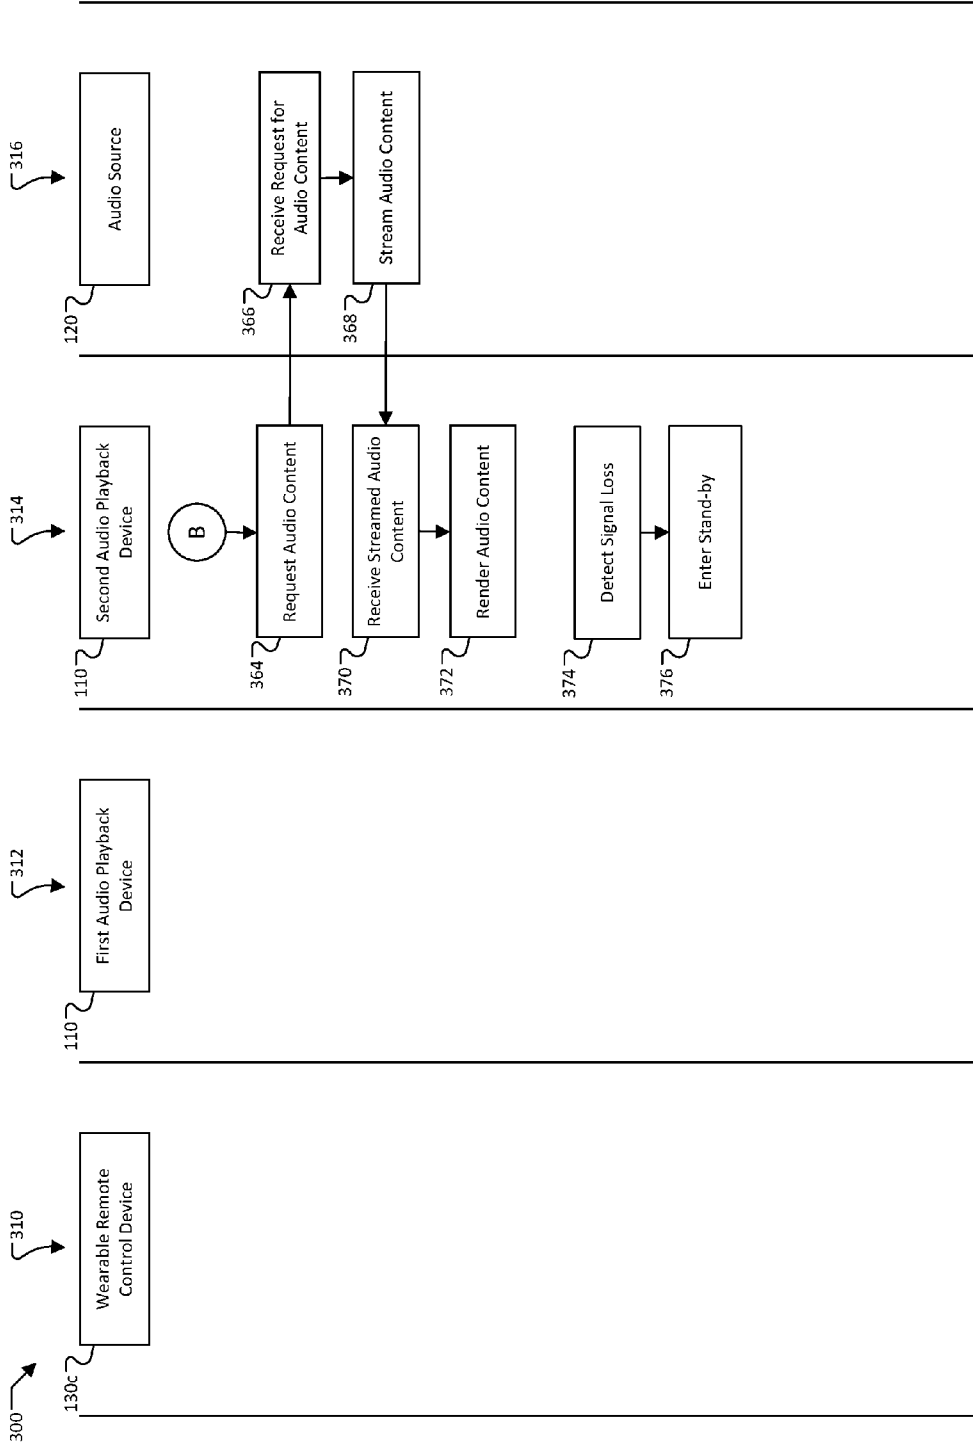 300
310
312
314
316
130c
Wearable Remote
Control Device
110
First Audio Playback
Device
110
Second Audio Playback
Device
120
Audio Source
B
364
Request Audio Content
366
Receive Request for
Audio Content
368
Stream Audio Content
370
Receive Streamed Audio
Content
372
Render Audio Content
374
Detect Signal Loss
376
Enter Stand-by